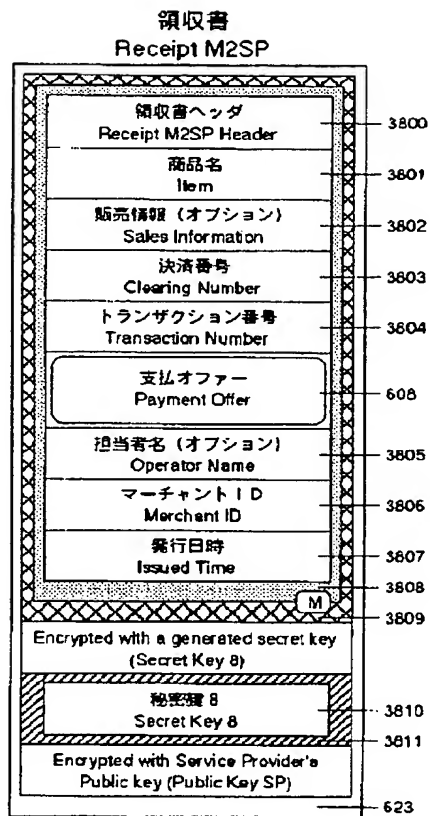 領収書
Receipt M2SP
領収書ヘッダ
Receipt M2SP Header
3800
商品名
Item
3801
販売情報（オプション）
Sales Information
3802
決済番号
Clearing Number
3803
トランザクション番号
Transaction Number
3804
支払オファー
Payment Offer
608
担当者名（オプション）
Operator Name
3805
マーチャントＩＤ
Merchant ID
3806
発行日時
Issued Time
3807
3808
M
3809
Encrypted with a generated secret key
(Secret Key 8)
秘密鍵８
Secret Key 8
3810
3811
Encrypted with Service Provider's
Public key (Public Key SP)
623